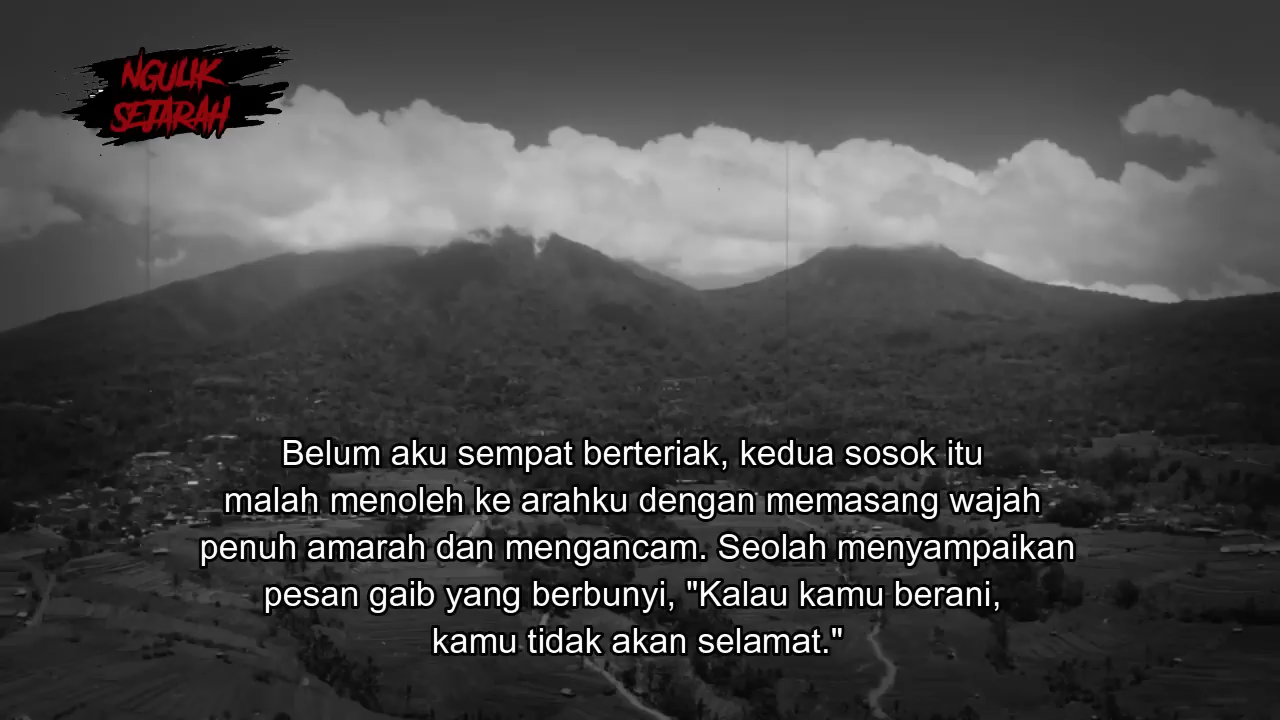 NGULIK
SEJARAH
Belum aku sempat berteriak, kedua sosok itu
malah menoleh ke arahku dengan memasang wajah
penuh amarah dan mengancam. Seolah menyampaikan
pesan gaib yang berbunyi, "Kalau kamu berani,
kamu tidak akan selamat."